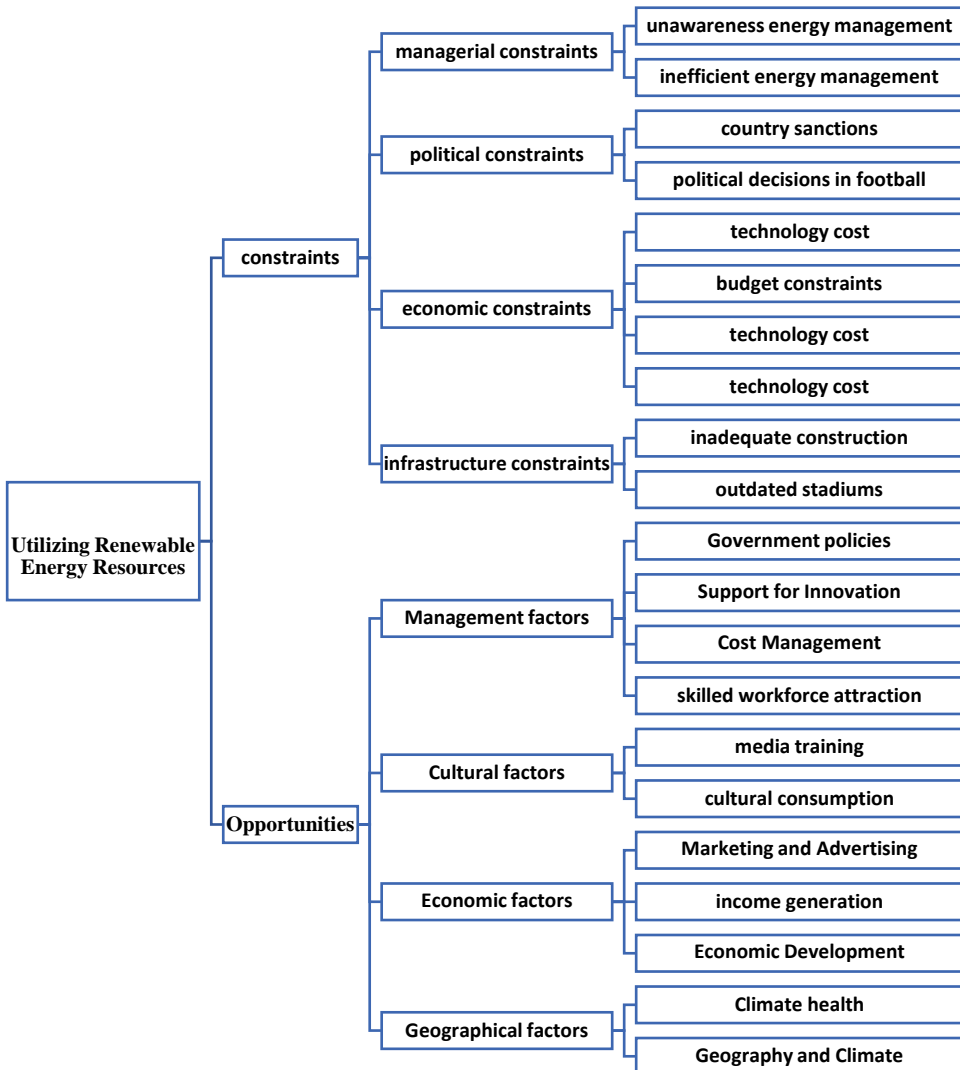 Utilizing Renewable
Energy Resources
constraints
managerial constraints
unawareness energy management
inefficient energy management
political constraints
country sanctions
political decisions in football
economic constraints
technology cost
budget constraints
technology cost
technology cost
infrastructure constraints
inadequate construction
outdated stadiums
Opportunities
Management factors
Government policies
Support for Innovation
Cost Management
skilled workforce attraction
Cultural factors
media training
cultural consumption
Economic factors
Marketing and Advertising
income generation
Economic Development
Geographical factors
Climate health
Geography and Climate